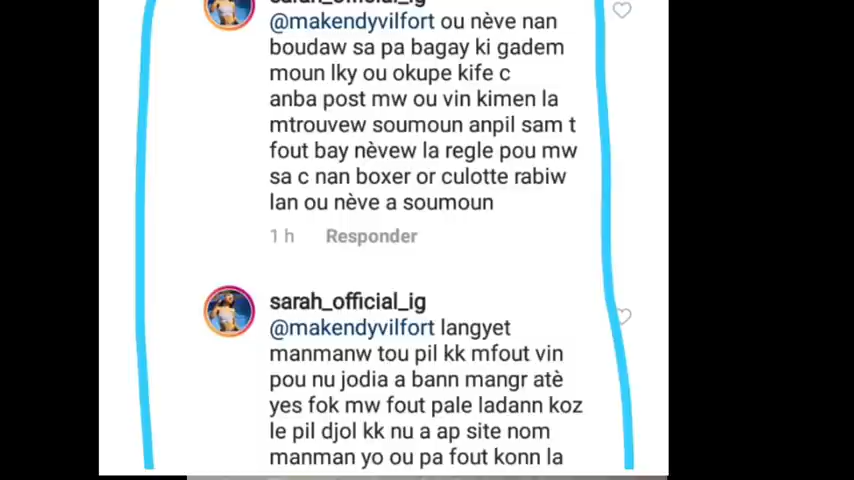 sarah_official_ig
@makendyvilfort ou nève nan
boudaw sa pa bagay ki gadem
moun lky ou okupe kife c
anba post mw ou vin kimen la
mtrouvew soumoun anpil sam t
fout bay nèvew la regle pou mw
sa c nan boxer or culotte rabiw
lan ou nève a soumoun
1 h Responder
sarah_official_ig
@makendyvilfort langyet
manmanw tou pil kk mfout vin
pou nu jodia a bann mangr atè
yes fok mw fout pale ladann koz
le pil djol kk nu a ap site nom
manman yo ou pa fout konn la